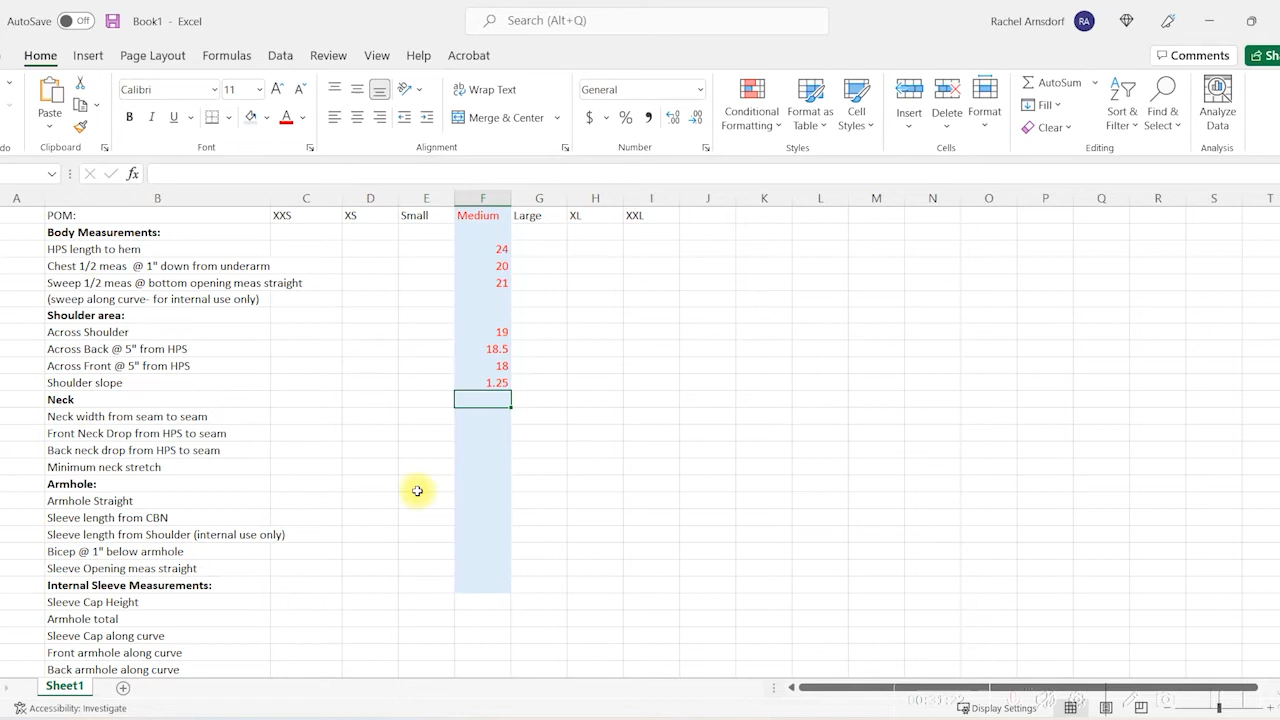 AutoSave Off Book1 - Excel Search (Alt+Q) Rachel Arnsdorf RA
Home Insert Page Layout Formulas Data Review View Help Acrobat Comments Sha
Calibri 11 General AutoSum
Wrap Text Fill
Merge & Center Clear
Paste B I U A $ % Conditional Formatting Format as Table Cell Styles Insert Delete Format Sort & Filter Find & Select Analyze Data
Clipboard Font Alignment Number Styles Cells Editing Analysis
fx
A B C D E F G H I J K L M N O P Q R S T
POM: XXS XS Small Medium Large XL XXL
Body Measurements:
HPS length to hem 24
Chest 1/2 meas @ 1" down from underarm 20
Sweep 1/2 meas @ bottom opening meas straight 21
(sweep along curve- for internal use only)
Shoulder area:
Across Shoulder 19
Across Back @ 5" from HPS 18.5
Across Front @ 5" from HPS 18
Shoulder slope 1.25
Neck
Neck width from seam to seam
Front Neck Drop from HPS to seam
Back neck drop from HPS to seam
Minimum neck stretch
Armhole:
Armhole Straight
Sleeve length from CBN
Sleeve length from Shoulder (internal use only)
Bicep @ 1" below armhole
Sleeve Opening meas straight
Internal Sleeve Measurements:
Sleeve Cap Height
Armhole total
Sleeve Cap along curve
Front armhole along curve
Back armhole along curve
Sheet1
Accessibility: Investigate Display Settings